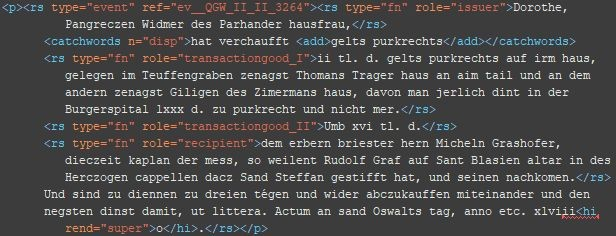 <p><rs type="event" ref="ev__QGW_II_II_3264"><rs type="fn" role="issuer">Dorothe,
Pangreczen Widmer des Parhander hausfrau,</rs>
<catchwords n="disp">hat verchaufft <add>gelts purkrechts</add></catchwords>
<rs type="fn" role="transactiongood_I">ii tl. d. gelts purkrechts auf irm haus,
gelegen im Teuffengraben zenagst Thomans Trager haus an aim tail und an dem
andern zenagst Giligen des Zimermans haus, davon man jerlich dint in der
Burgerspital lxxx d. zu purkrecht und nicht mer.</rs>
<rs type="fn" role="transactiongood_II">Umb xvi tl. d.</rs>
<rs type="fn" role="recipient">dem erbern briester hern Micheln Grashofer,
dieczeit kaplan der mess, so weilent Rudolf Graf auf Sant Blasien altar in des
Herczogen cappellen dacz Sand Steffan gestifft hat, und seinen nachkomen.</rs>
Und sind zu diennen zu dreien tégen und wider abczukauffen miteinander und den
negsten dinst damit, ut littera. Actum an sand Oswalts tag, anno etc. xlviii<hi
rend="super">o</hi>.</rs></p>